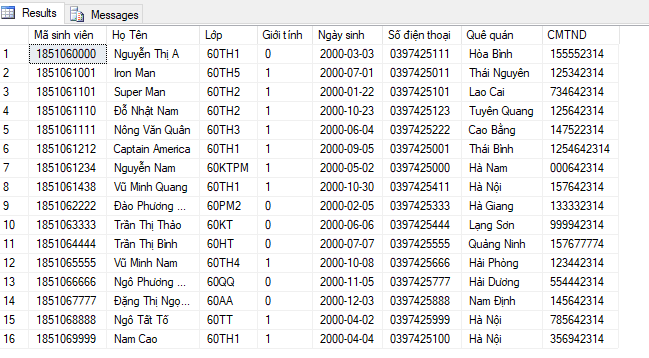 Results Messages
Mã sinh viên Họ Tên Lớp Giới tính Ngày sinh Số điện thoại Quê quán CMTND
1 1851060000 Nguyễn Thị A 60TH1 0 2000-03-03 0397425111 Hòa Bình 155552314
2 1851061001 Iron Man 60TH5 1 2000-07-01 0397425011 Thái Nguyên 125342314
3 1851061101 Super Man 60TH2 1 2000-01-22 0397425101 Lao Cai 734642314
4 1851061110 Đỗ Nhật Nam 60TH2 1 2000-10-23 0397425123 Tuyên Quang 125642314
5 1851061111 Nông Văn Quân 60TH3 1 2000-06-04 0397425222 Cao Bằng 147522314
6 1851061212 Captain America 60TH1 1 2000-09-05 0397425001 Thái Bình 1254642314
7 1851061234 Nguyễn Nam 60KTPM 1 2000-05-02 0397425000 Hà Nam 000642314
8 1851061438 Vũ Minh Quang 60TH1 1 2000-10-30 0397425411 Hà Nội 157642314
9 1851062222 Đào Phương ... 60PM2 0 2000-02-05 0397425333 Hà Giang 133332314
10 1851063333 Trần Thị Thảo 60KT 0 2000-06-06 0397425444 Lạng Sơn 999942314
11 1851064444 Trần Thị Bình 60HT 0 2000-07-07 0397425555 Quảng Ninh 157677774
12 1851065555 Vũ Minh Nam 60TH4 1 2000-10-08 0397425666 Hải Phòng 123442314
13 1851066666 Ngô Phương ... 60QQ 0 2000-11-05 0397425777 Hải Dương 554442314
14 1851067777 Đặng Thị Ngọ... 60AA 0 2000-12-03 0397425888 Nam Định 145642314
15 1851068888 Ngô Tất Tố 60TT 1 2000-04-02 0397425999 Hà Nội 785642314
16 1851069999 Nam Cao 60TH1 1 2000-04-02 0397425100 Hà Nội 356942314